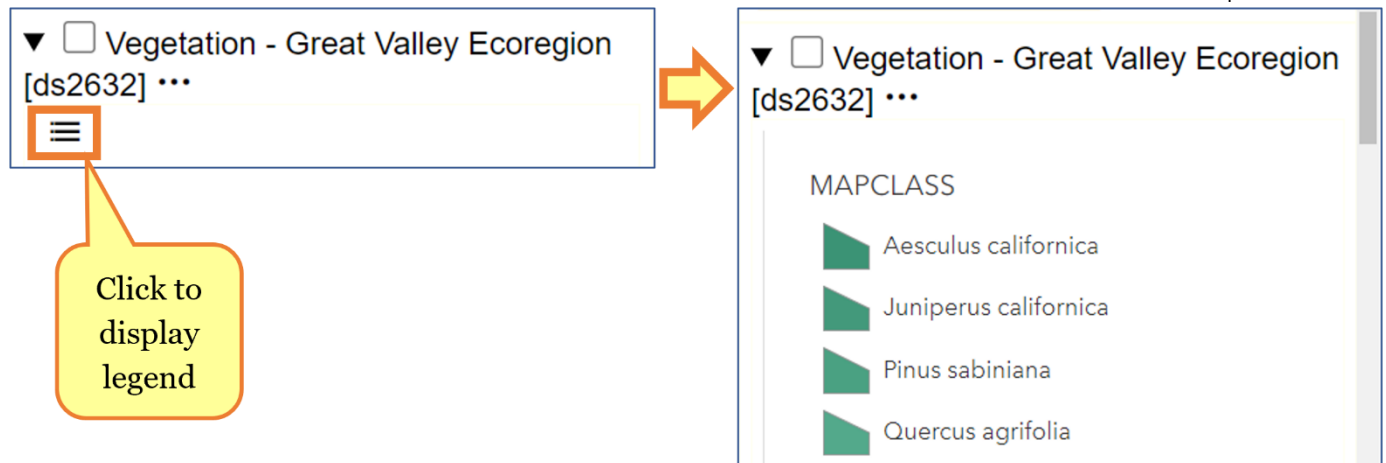 ▼ ☐ Vegetation - Great Valley Ecoregion
[ds2632] •••
Click to
display
legend
▼ ☐ Vegetation - Great Valley Ecoregion
[ds2632] •••
MAPCLASS
Aesculus californica
Juniperus californica
Pinus sabiniana
Quercus agrifolia